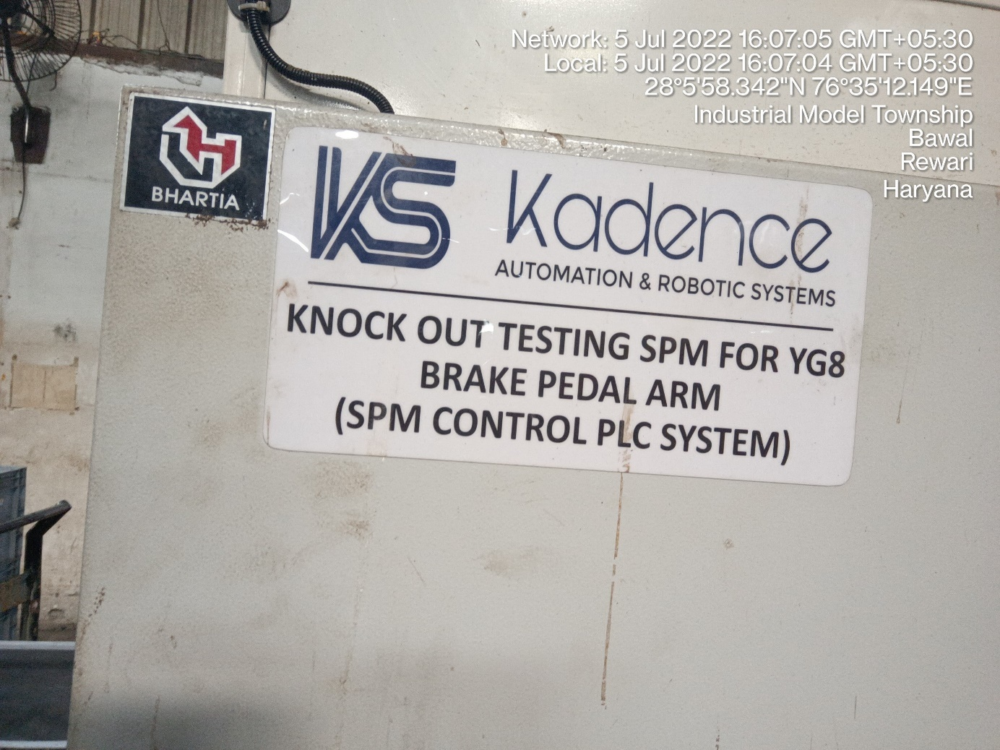 Network: 5 Jul 2022 16:07:05 GMT+05:30
Local: 5 Jul 2022 16:07:04 GMT+05:30
28°5'58.342"N 76°35'12.149"E
Industrial Model Township
Bawal
Rewari
Haryana
BHARTIA
KS Kadence
AUTOMATION & ROBOTIC SYSTEMS
KNOCK OUT TESTING SPM FOR YG8
BRAKE PEDAL ARM
(SPM CONTROL PLC SYSTEM)